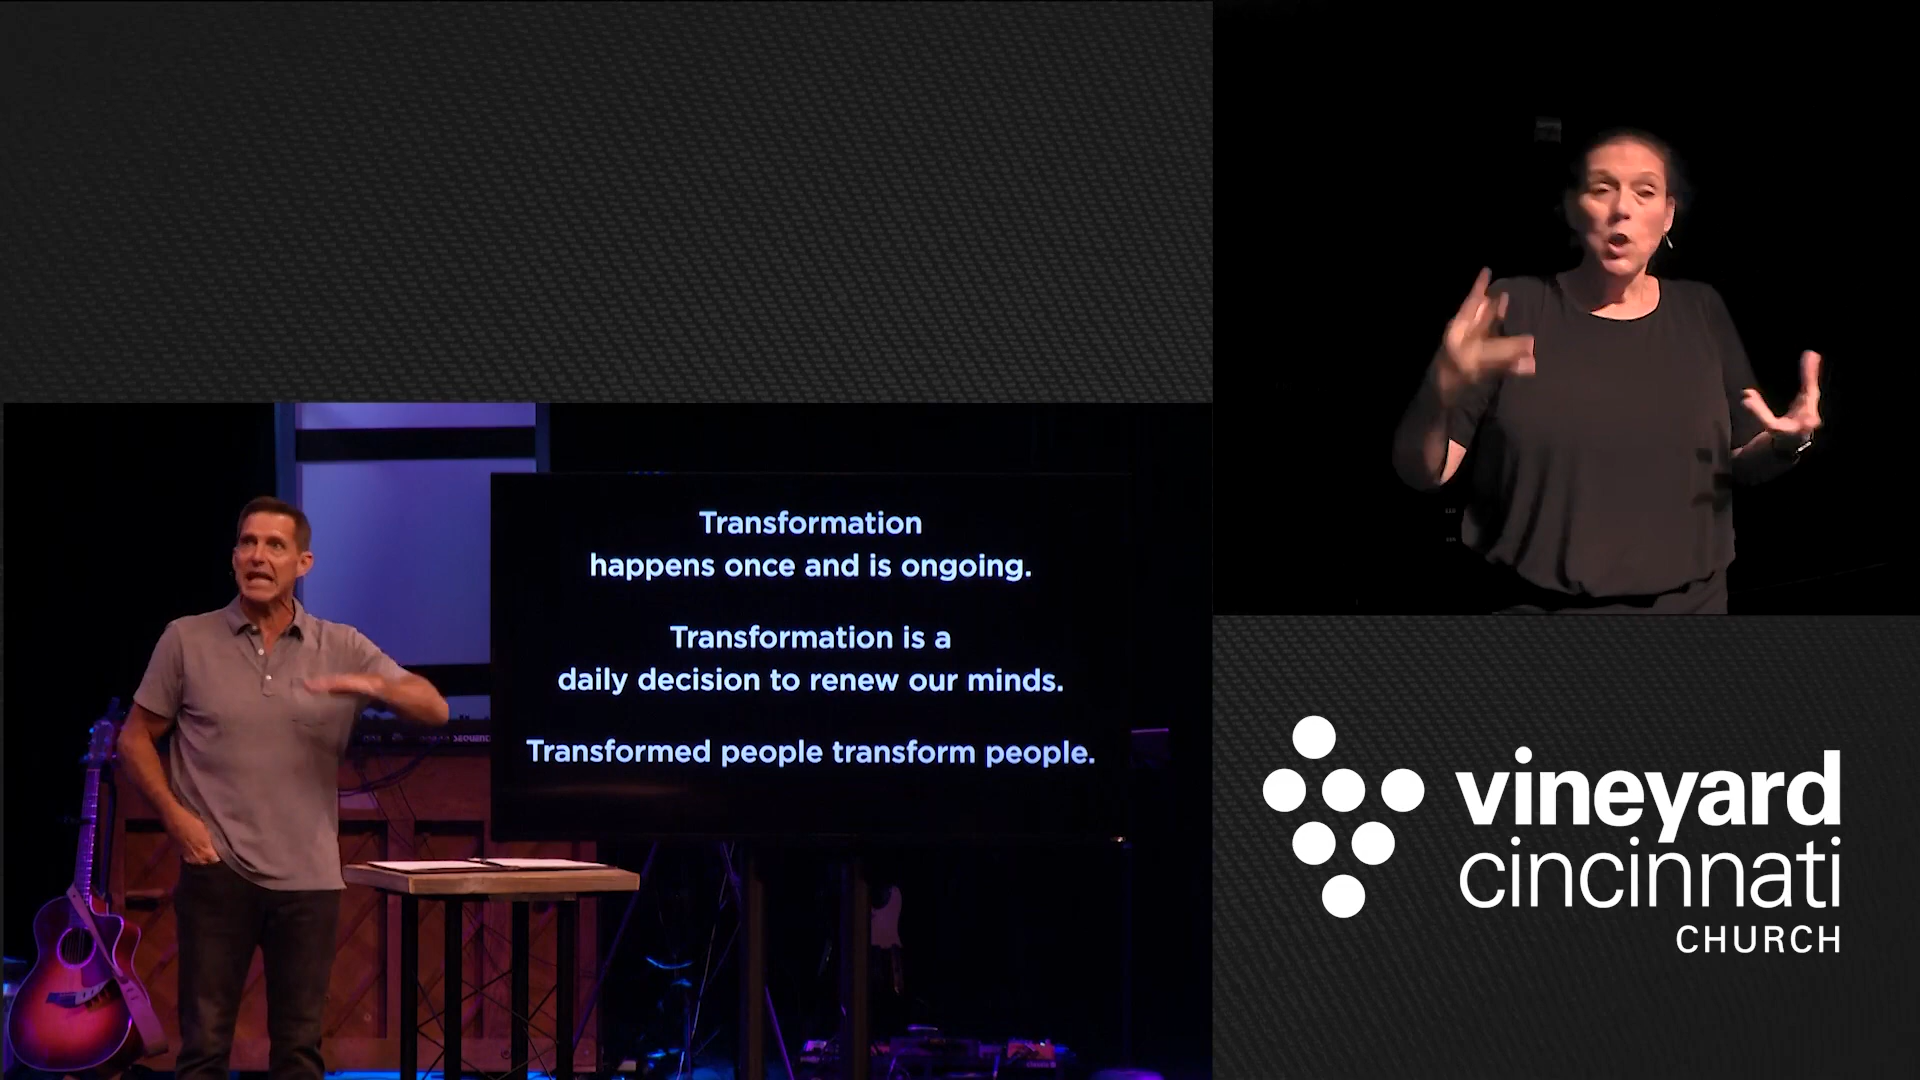 Transformation
happens once and is ongoing.
Transformation is a
daily decision to renew our minds.
Transformed people transform people.
SEQUENT
vineyard
cincinnati
CHURCH